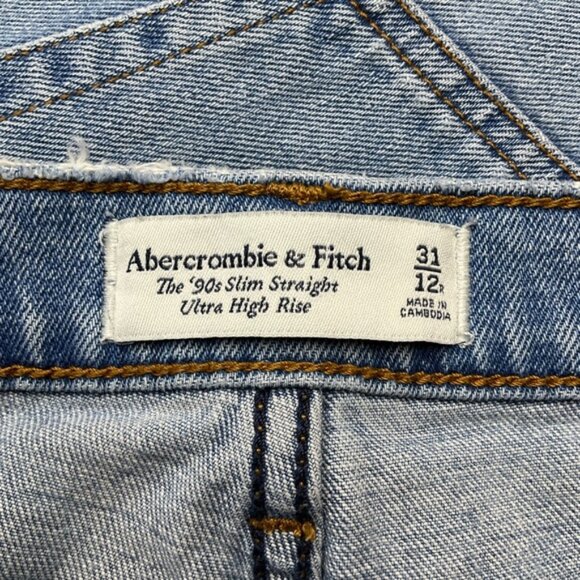 Abercrombie & Fitch
The '90s Slim Straight
Ultra High Rise
31
12R
MADE IN
CAMBODIA